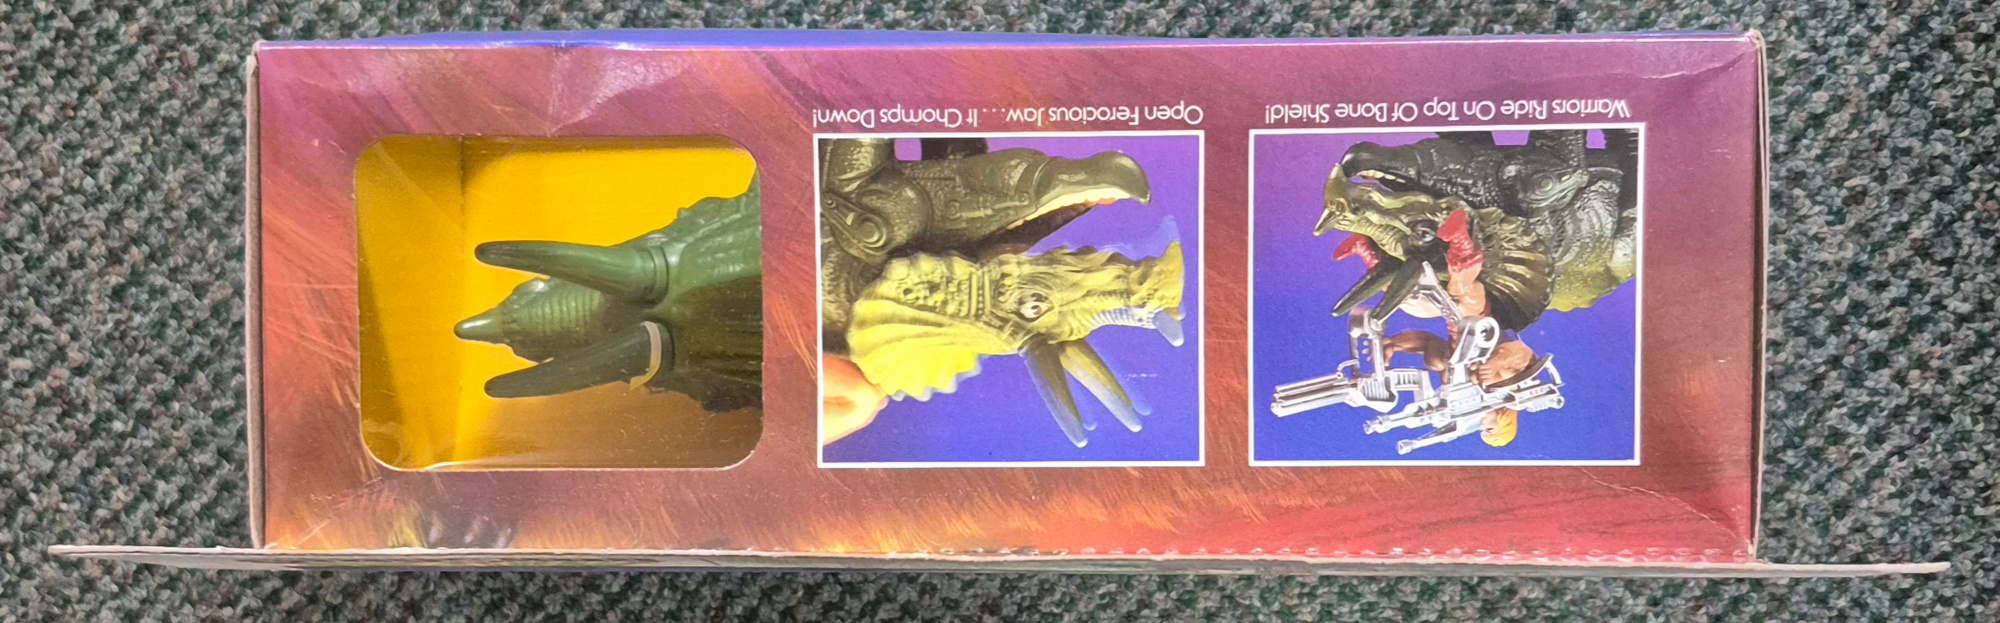 Warriors Ride On Top Of Bone Shield!
Open Ferocious Jaw...It Chomps Down!